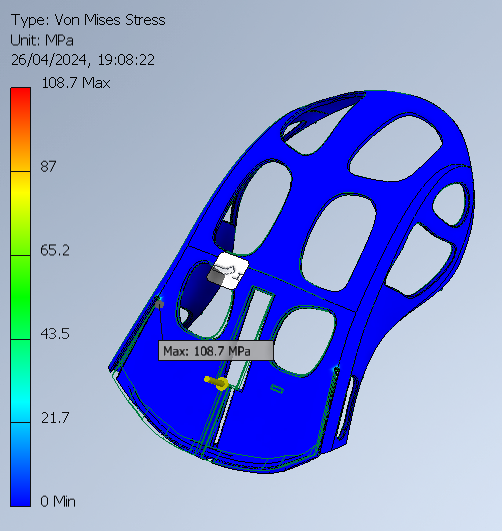 Type: Von Mises Stress
Unit: MPa
26/04/2024, 19:08:22
108.7 Max
87
65.2
43.5
21.7
0 Min
Max: 108.7 MPa